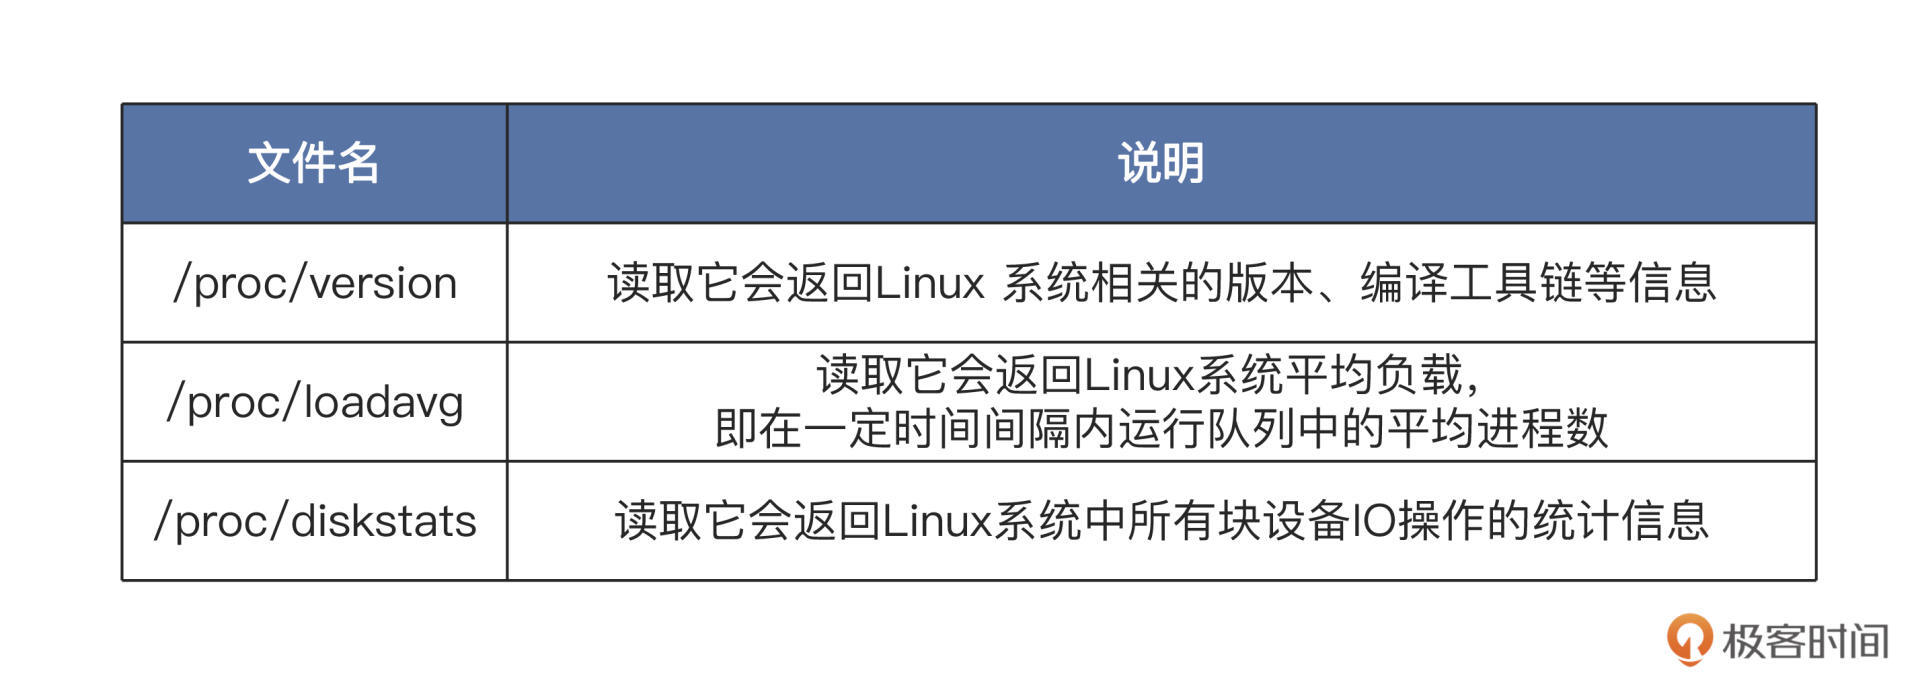 文件名
说明
/proc/version
读取它会返回Linux 系统相关的版本、编译工具链等信息
/proc/loadavg
读取它会返回Linux系统平均负载，
即在一定时间间隔内运行队列中的平均进程数
/proc/diskstats
读取它会返回Linux系统中所有块设备IO操作的统计信息
极客时间